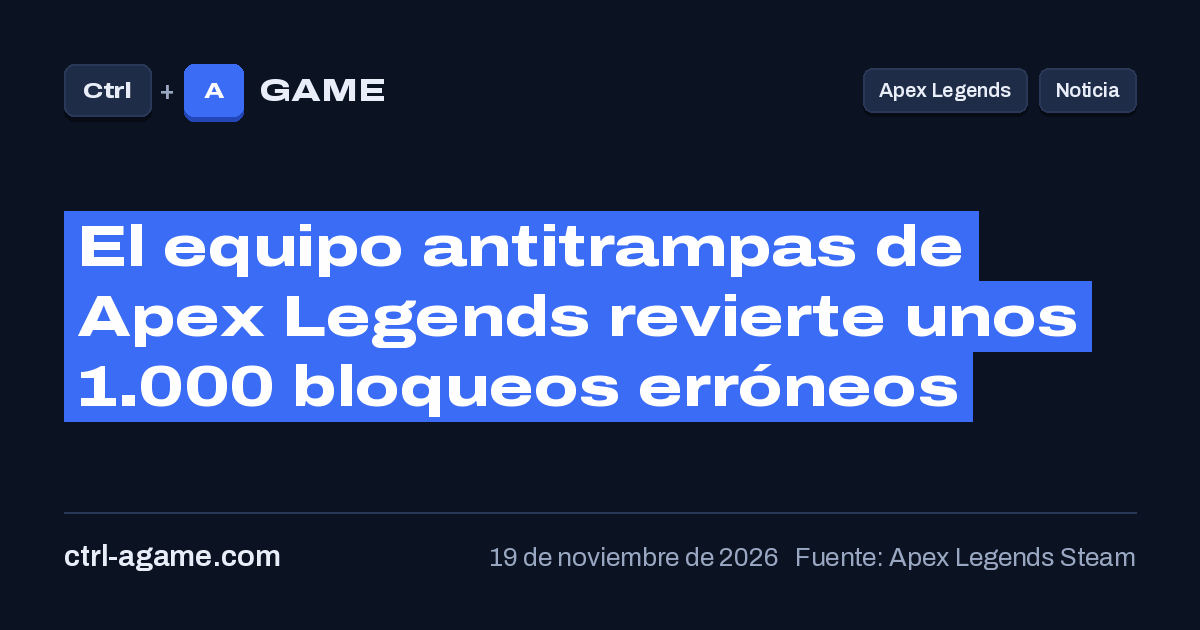 Ctrl + A GAME
Apex Legends Noticia
El equipo antitrampas de
Apex Legends revierte unos
1.000 bloqueos erróneos
ctrl-agame.com
19 de noviembre de 2026 Fuente: Apex Legends Steam